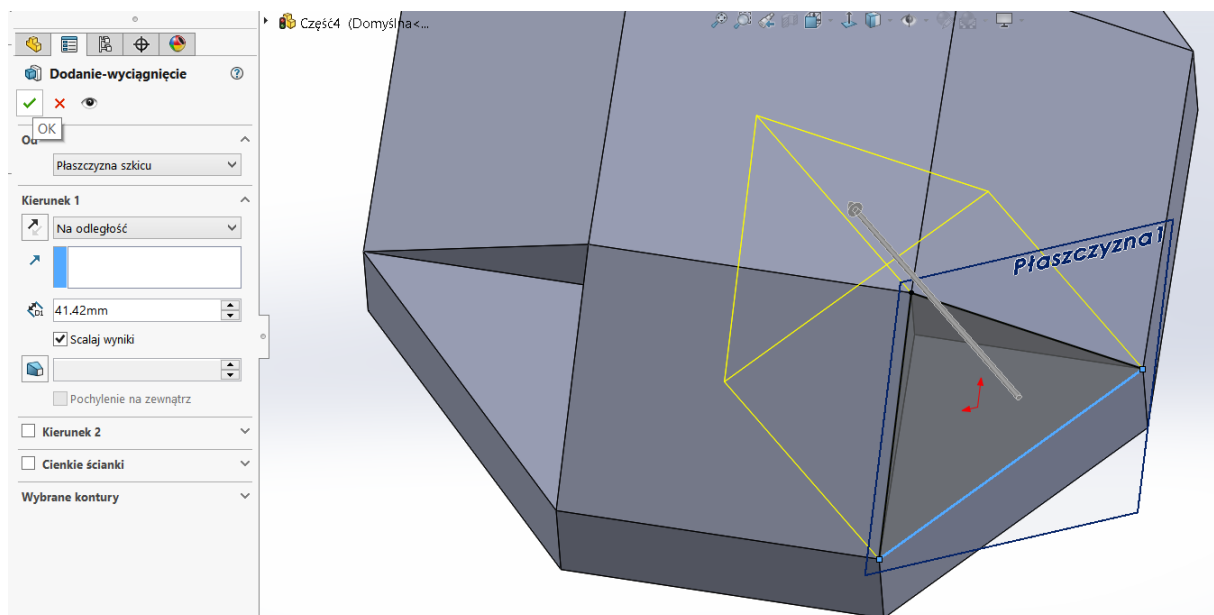 Część4 (Domyślna<...
Dodanie-wyciągnięcie
OK
Od
Płaszczyzna szkicu
Kierunek 1
Na odległość
D1
41.42mm
Scalaj wyniki
Pochylenie na zewnątrz
Kierunek 2
Cienkie ścianki
Wybrane kontury
Płaszczyzna1